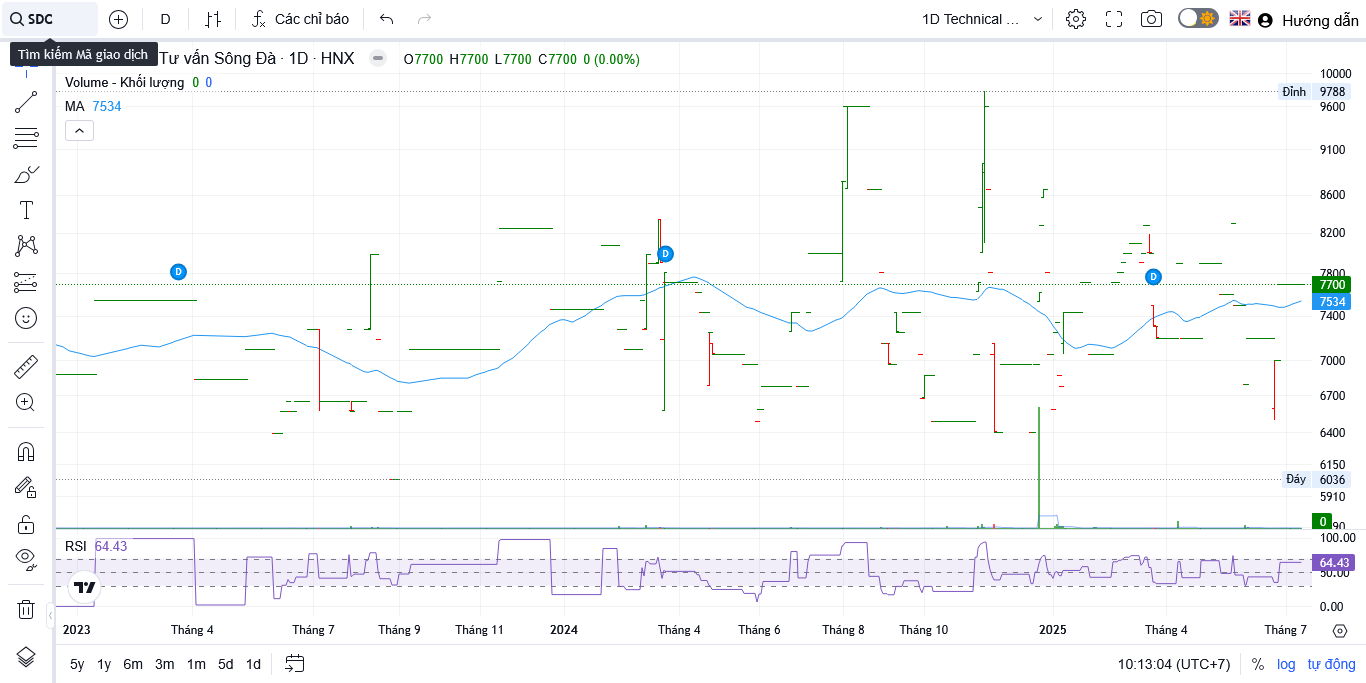 SDC
D
Các chỉ báo
1D Technical ...
Hướng dẫn
Tìm kiếm Mã giao dịch
Tư vấn Sông Đà · 1D · HNX
O7700 H7700 L7700 C7700 0 (0.00%)
Volume - Khối lượng 0 0
MA 7534
10000
Đỉnh 9788
9600
9100
8600
8200
7800
7700
7534
7400
7000
6700
6400
6150
Đáy 6036
5910
0
90
D
D
D
RSI 64.43
100.00
64.43
50.00
0.00
2023 Tháng 4 Tháng 7 Tháng 9 Tháng 11 2024 Tháng 4 Tháng 6 Tháng 8 Tháng 10 2025 Tháng 4 Tháng 7
5y 1y 6m 3m 1m 5d 1d
10:13:04 (UTC+7) % log tự động